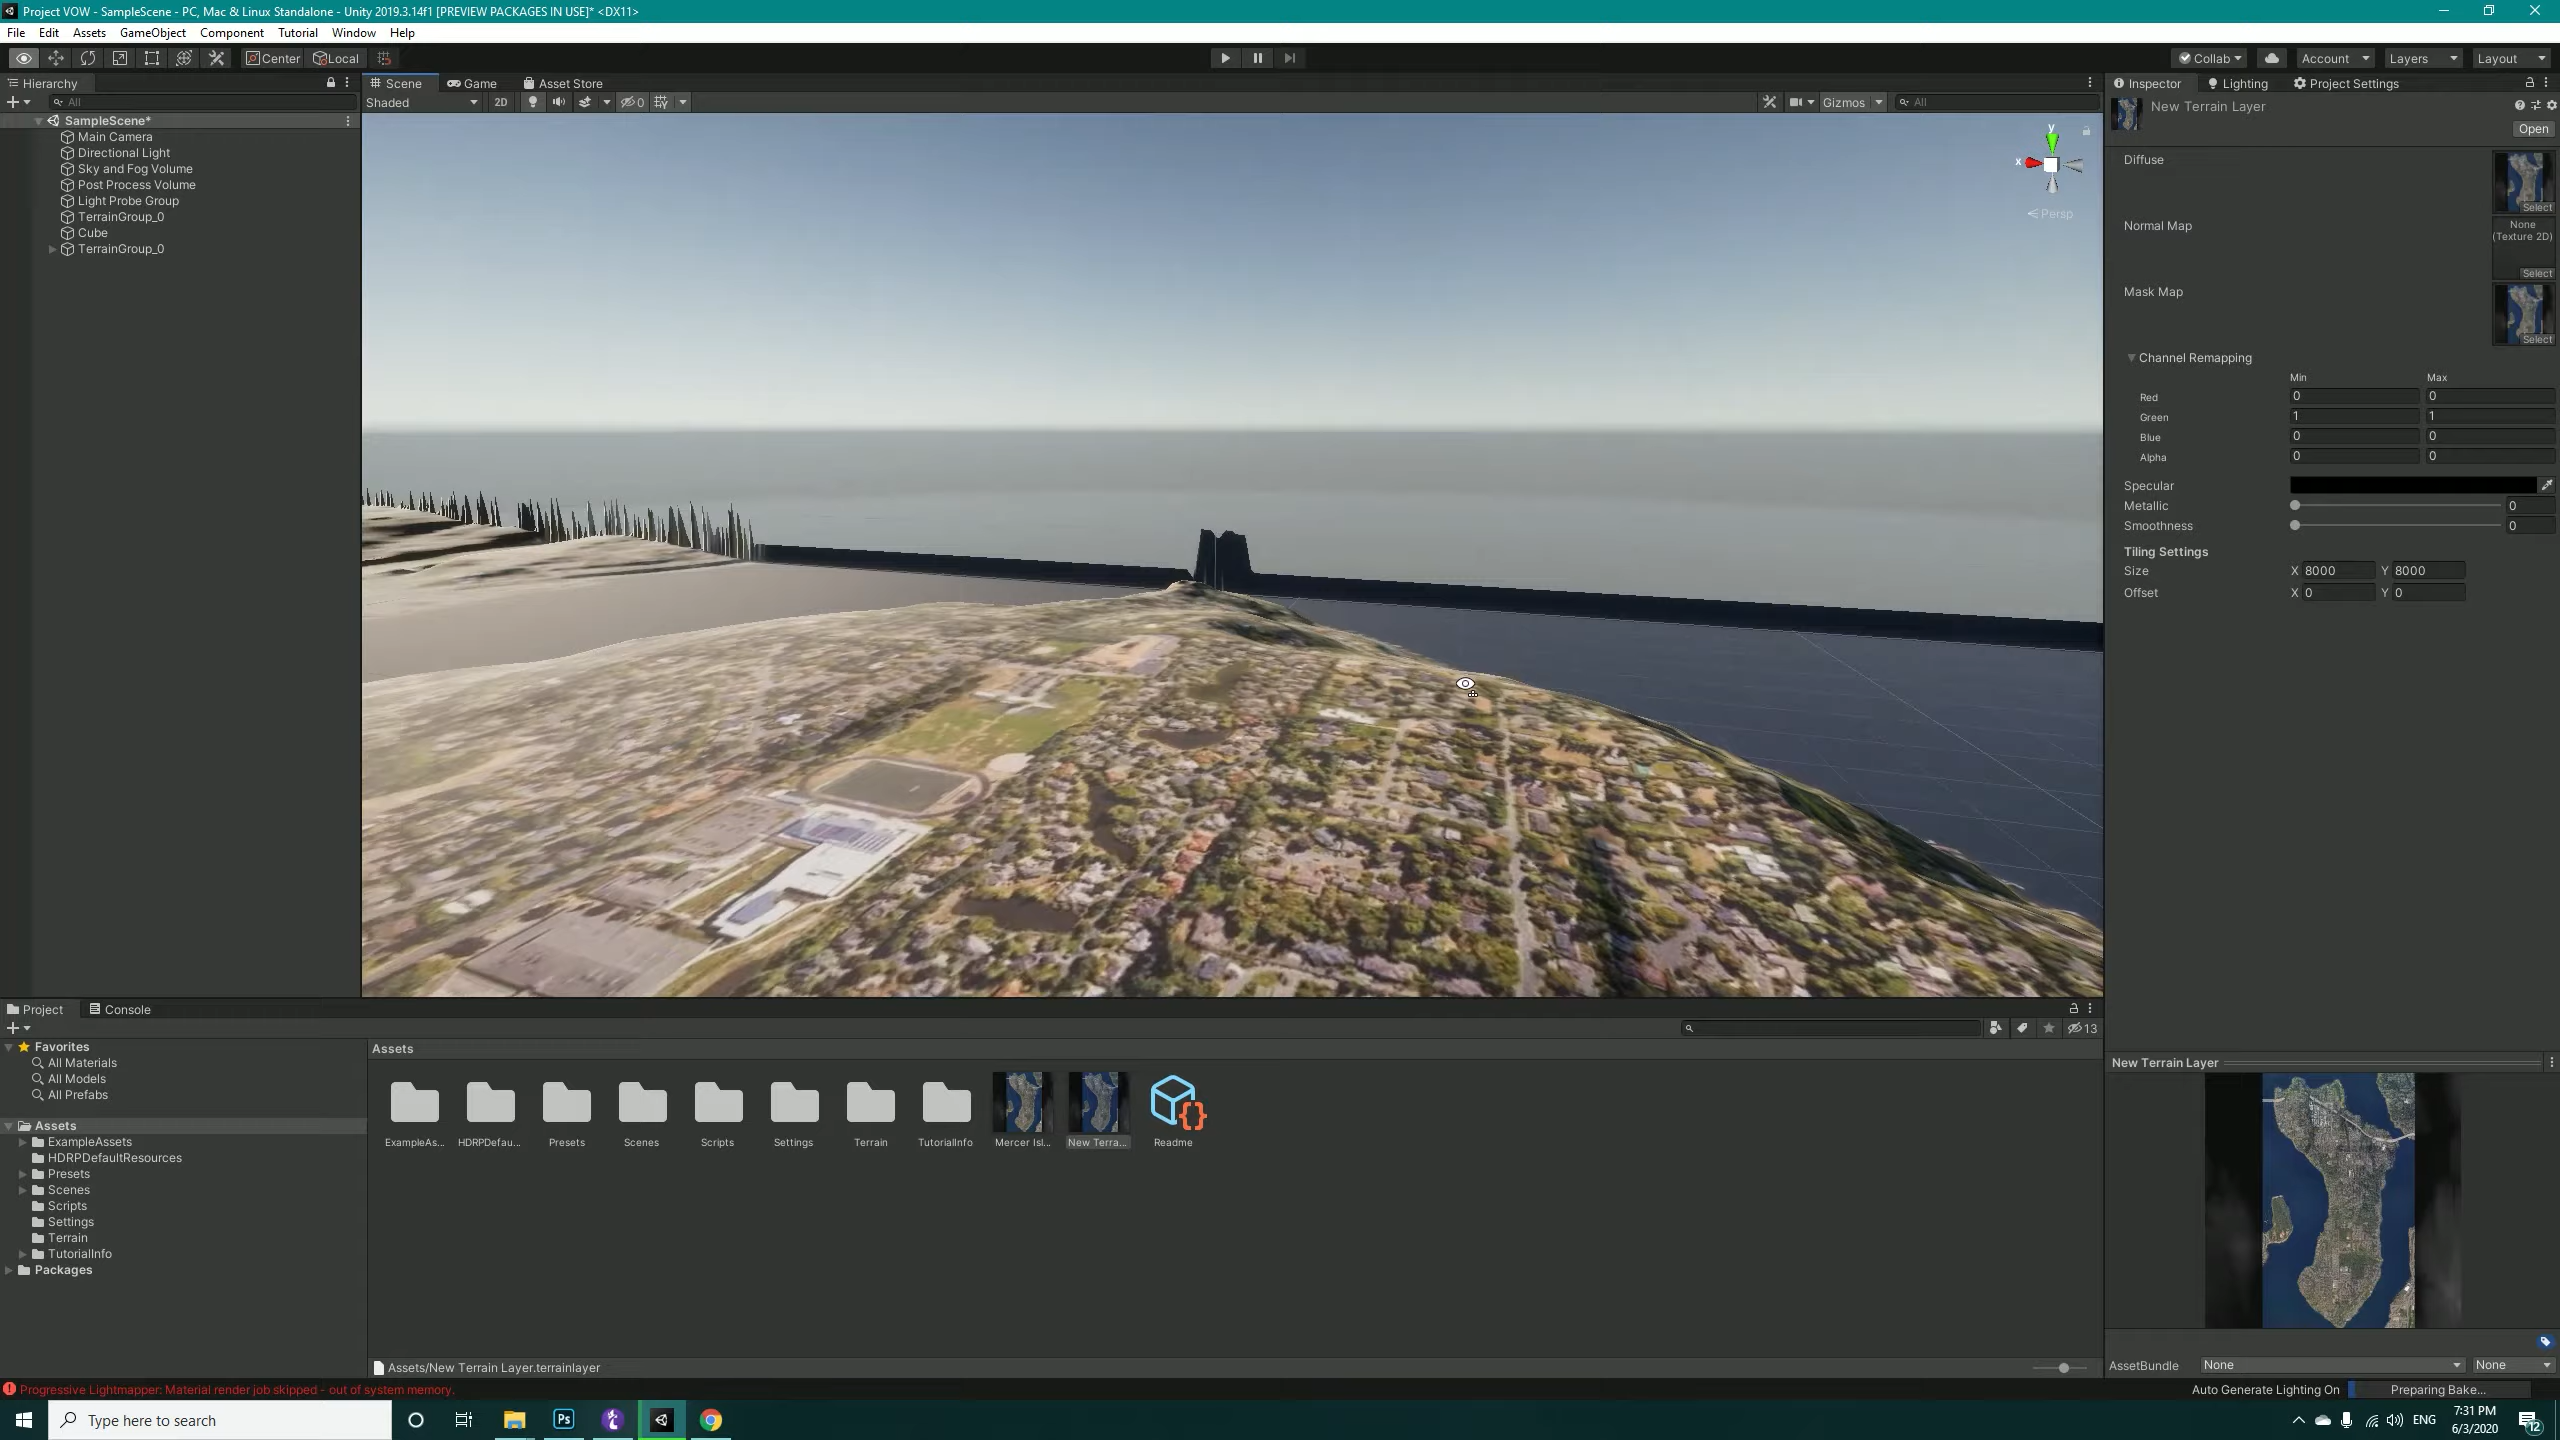 Project VOW - SampleScene - PC, Mac & Linux Standalone - Unity 2019.3.14f1 [PREVIEW PACKAGES IN USE]* <DX11>
File Edit Assets GameObject Component Tutorial Window Help
Center Local
Collab Account Layers Layout
Hierarchy
All
SampleScene*
Main Camera
Directional Light
Sky and Fog Volume
Post Process Volume
Light Probe Group
TerrainGroup_0
Cube
TerrainGroup_0
Scene Game Asset Store
Shaded 2D 0 Gizmos All
y
x
Persp
Inspector Lighting Project Settings
New Terrain Layer
Open
Diffuse
Select
Normal Map
None
(Texture 2D)
Select
Mask Map
Select
Channel Remapping
Min Max
Red 0 0
Green 1 1
Blue 0 0
Alpha 0 0
Specular
Metallic 0
Smoothness 0
Tiling Settings
Size X 8000 Y 8000
Offset X 0 Y 0
Project Console
13
Favorites
All Materials
All Models
All Prefabs
Assets
ExampleAssets
HDRPDefaultResources
Presets
Scenes
Scripts
Settings
Terrain
TutorialInfo
Packages
Assets
ExampleAs... HDRPDefau... Presets Scenes Scripts Settings Terrain TutorialInfo Mercer Isl... New Terra... Readme
Assets/New Terrain Layer.terrainlayer
New Terrain Layer
AssetBundle None None
Progressive Lightmapper: Material render job skipped - out of system memory.
Auto Generate Lighting On Preparing Bake...
Type here to search
Ps
ENG
7:31 PM
6/3/2020
12